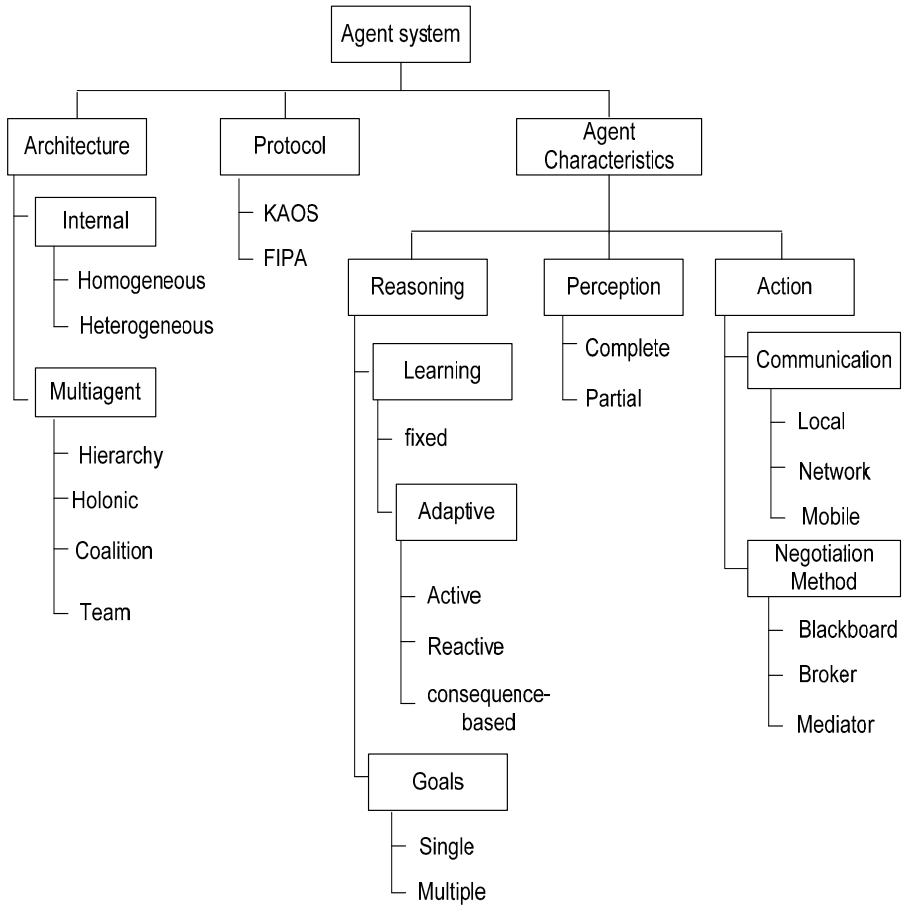 Agent system
Architecture
Protocol
Agent
Characteristics
Internal
Homogeneous
Heterogeneous
Multiagent
Hierarchy
Holonic
Coalition
Team
KAOS
FIPA
Reasoning
Learning
fixed
Adaptive
Active
Reactive
consequence-
based
Goals
Single
Multiple
Perception
Complete
Partial
Action
Communication
Local
Network
Mobile
Negotiation
Method
Blackboard
Broker
Mediator